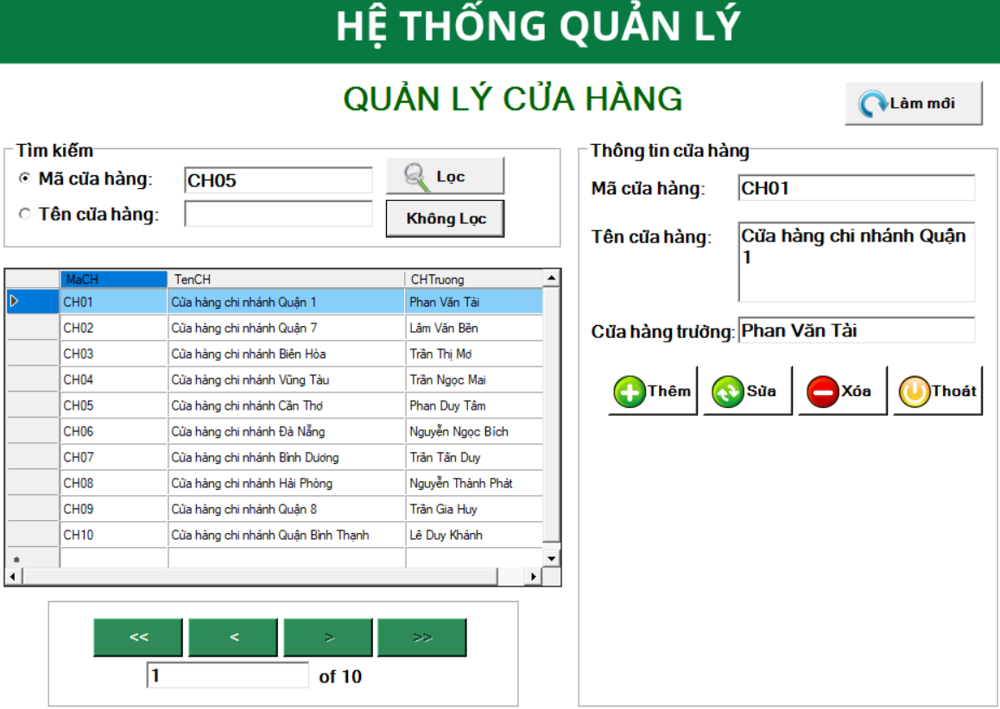 HỆ THỐNG QUẢN LÝ
QUẢN LÝ CỬA HÀNG
Làm mới
Tìm kiếm
Mã cửa hàng: CH05 Lọc
Tên cửa hàng: Không Lọc
MaCH TenCH CHTruong
CH01 Cửa hàng chi nhánh Quận 1 Phan Văn Tài
CH02 Cửa hàng chi nhánh Quận 7 Lâm Văn Bền
CH03 Cửa hàng chi nhánh Biên Hòa Trần Thị Mơ
CH04 Cửa hàng chi nhánh Vũng Tàu Trần Ngọc Mai
CH05 Cửa hàng chi nhánh Cần Thơ Phan Duy Tâm
CH06 Cửa hàng chi nhánh Đà Nẵng Nguyễn Ngọc Bích
CH07 Cửa hàng chi nhánh Bình Dương Trần Tấn Duy
CH08 Cửa hàng chi nhánh Hải Phòng Nguyễn Thành Phát
CH09 Cửa hàng chi nhánh Quận 8 Trần Gia Huy
CH10 Cửa hàng chi nhánh Quận Bình Thạnh Lê Duy Khánh
<< < > >>
1 of 10
Thông tin cửa hàng
Mã cửa hàng: CH01
Tên cửa hàng: Cửa hàng chi nhánh Quận
1
Cửa hàng trưởng: Phan Văn Tài
Thêm Sửa Xóa Thoát